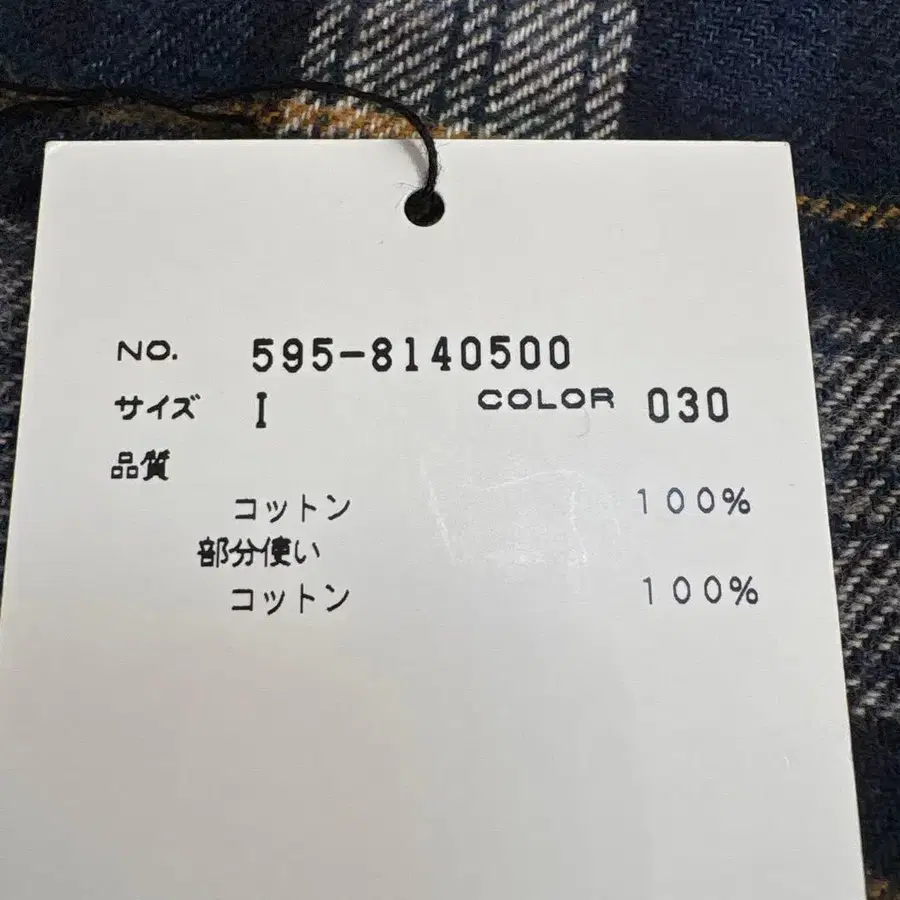 NO. 595-8140500
サイズ I COLOR 030
品質
コットン 100%
部分使い
コットン 100%